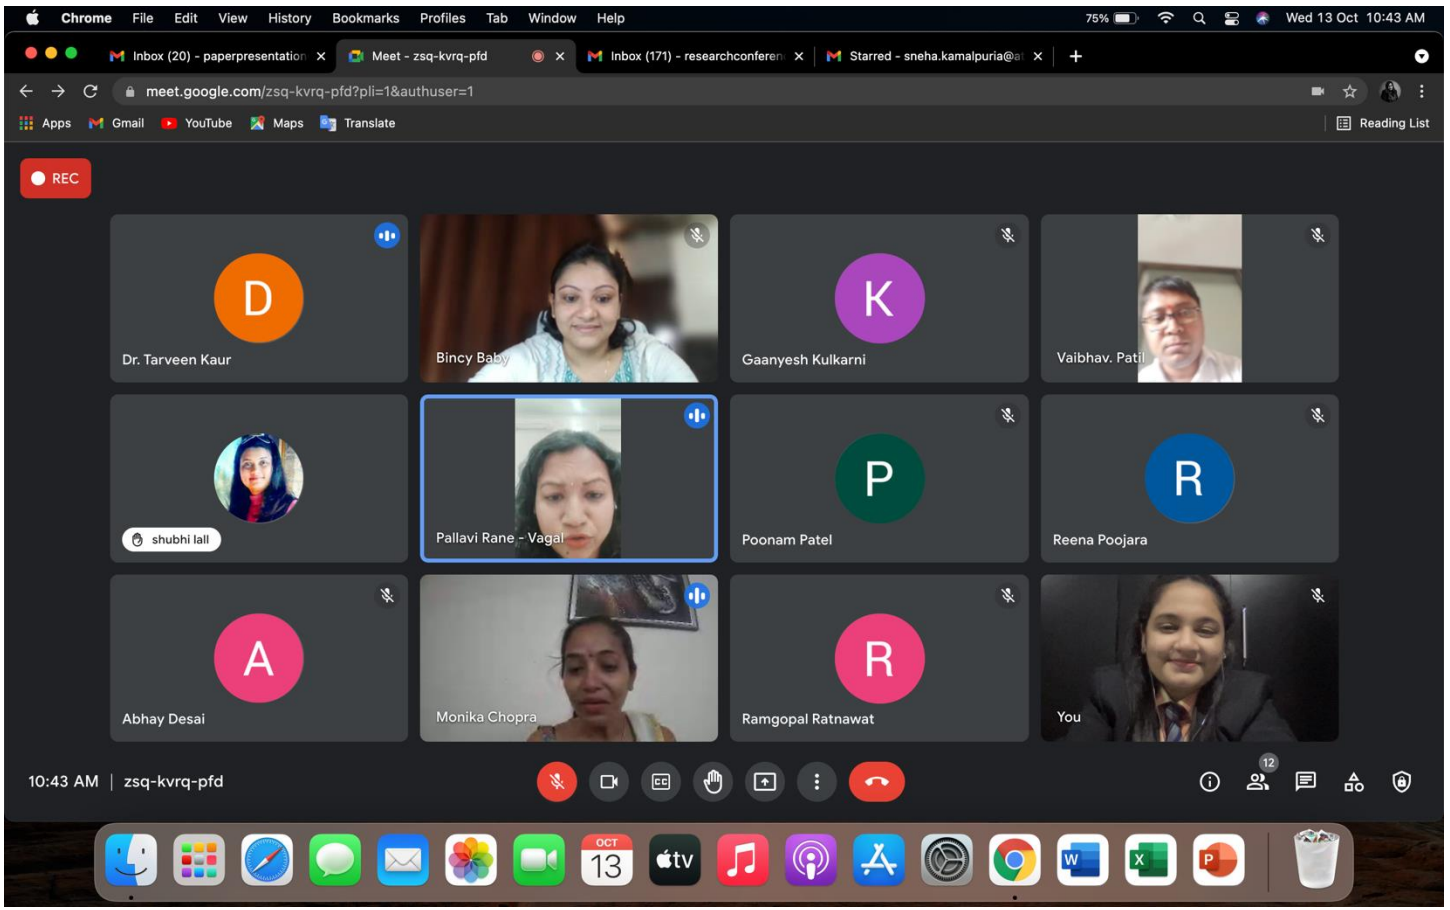 Chrome File Edit View History Bookmarks Profiles Tab Window Help 75% Wed 13 Oct 10:43 AM
Inbox (20) - paperpresentation Meet - zsq-kvrq-pfd Inbox (171) - researchconferen Starred - sneha.kamalpuria@at
meet.google.com/zsq-kvrq-pfd?pli=1&authuser=1
Apps Gmail YouTube Maps Translate Reading List
REC
D
Dr. Tarveen Kaur
Bincy Baby
K
Gaanyesh Kulkarni
Vaibhav. Patil
shubhi lall
Pallavi Rane - Vagal
P
Poonam Patel
R
Reena Poojara
A
Abhay Desai
Monika Chopra
R
Ramgopal Ratnawat
You
10:43 AM | zsq-kvrq-pfd
CC
12
OCT
13
tv
W
X
P